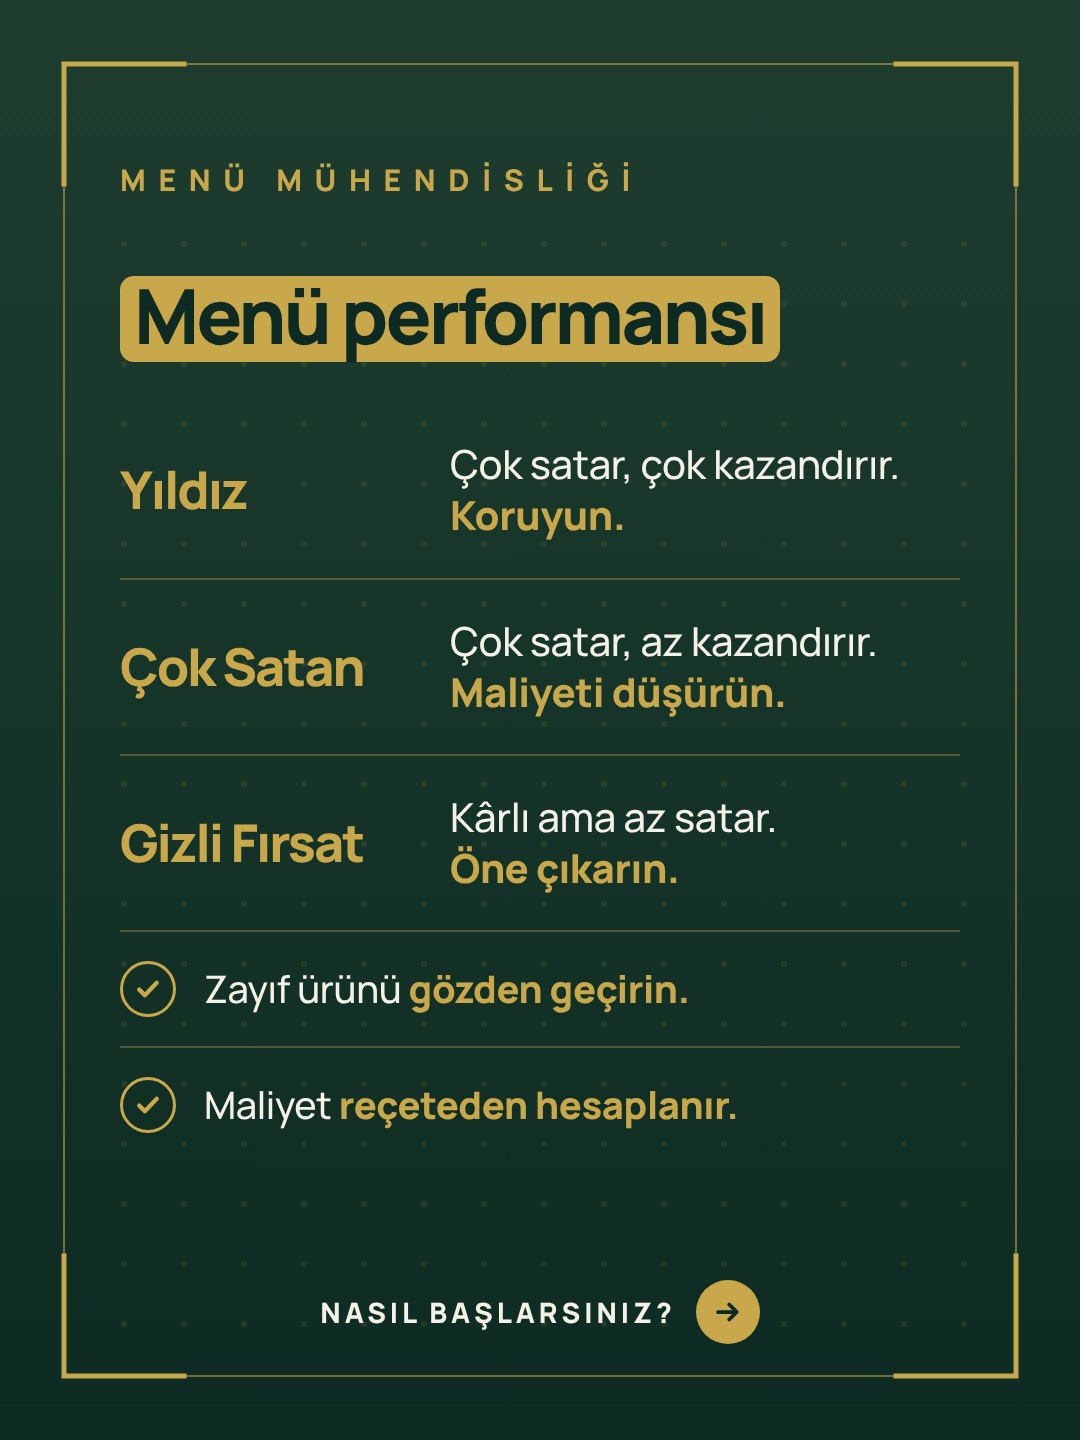 MENÜ MÜHENDİSLİĞİ
Menü performansı
Yıldız
Çok satar, çok kazandırır.
Koruyun.
Çok Satan
Çok satar, az kazandırır.
Maliyeti düşürün.
Gizli Fırsat
Kârlı ama az satar.
Öne çıkarın.
Zayıf ürünü gözden geçirin.
Maliyet reçeteden hesaplanır.
NASIL BAŞLARSINIZ?